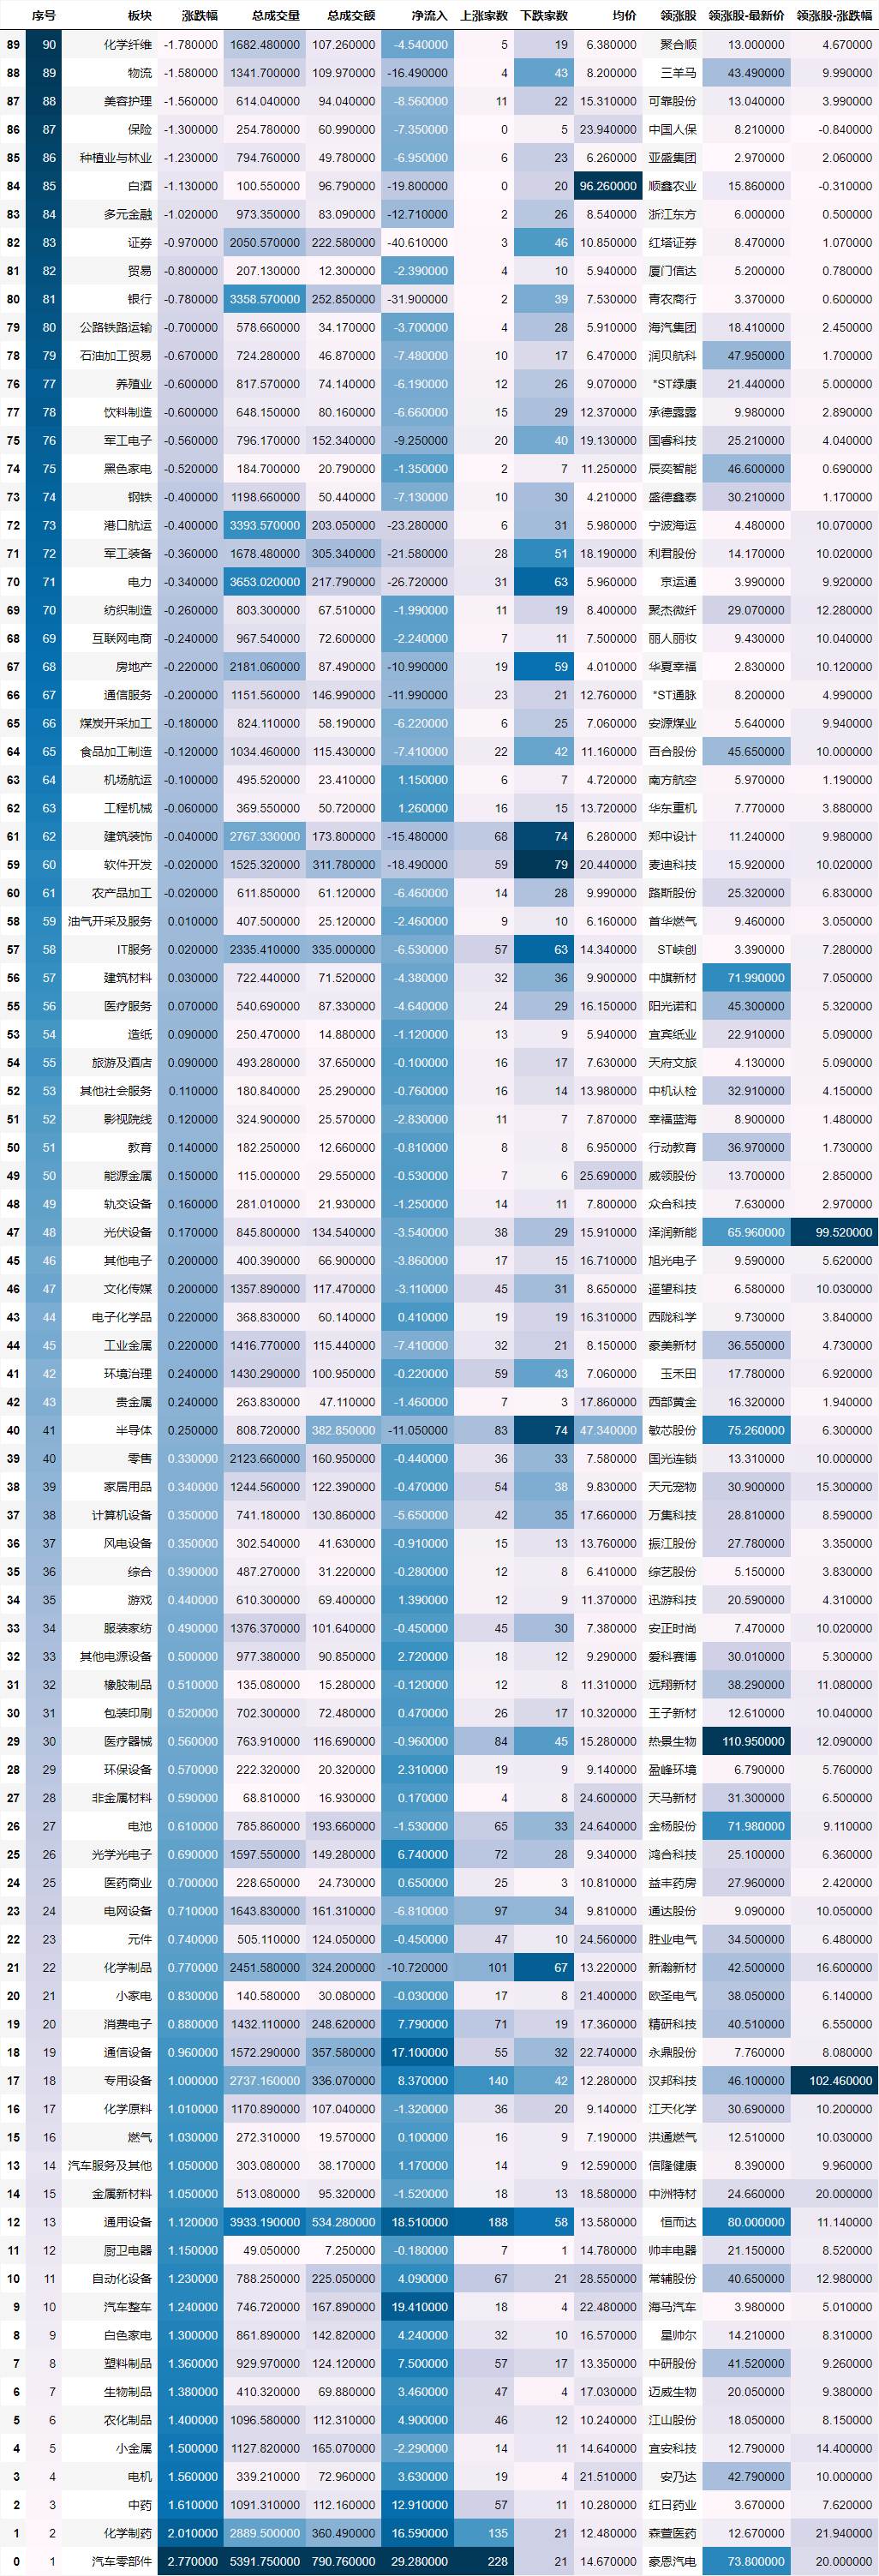 序号 板块 涨跌幅 总成交量 总成交额 净流入 上涨家数 下跌家数 均价 领涨股 领涨股-最新价 领涨股-涨跌幅
89 90 化学纤维 -1.780000 1682.480000 107.260000 -4.540000 5 19 6.380000 聚合顺 13.000000 4.670000
88 89 物流 -1.580000 1341.700000 109.970000 -16.490000 4 43 8.200000 三羊马 43.490000 9.990000
87 88 美容护理 -1.560000 614.040000 94.040000 -8.560000 11 22 15.310000 可靠股份 13.040000 3.990000
86 87 保险 -1.300000 254.780000 60.990000 -7.350000 0 5 23.940000 中国人保 8.210000 -0.840000
85 86 种植业与林业 -1.230000 794.760000 49.780000 -6.950000 6 23 6.260000 亚盛集团 2.970000 2.060000
84 85 白酒 -1.130000 100.550000 96.790000 -19.800000 0 20 96.260000 顺鑫农业 15.860000 -0.310000
83 84 多元金融 -1.020000 973.350000 83.090000 -12.710000 2 26 8.540000 浙江东方 6.000000 0.500000
82 83 证券 -0.970000 2050.570000 222.580000 -40.610000 3 46 10.850000 红塔证券 8.470000 1.070000
81 82 贸易 -0.800000 207.130000 12.300000 -2.390000 4 10 5.940000 厦门信达 5.200000 0.780000
80 81 银行 -0.780000 3358.570000 252.850000 -31.900000 2 39 7.530000 青农商行 3.370000 0.600000
79 80 公路铁路运输 -0.700000 578.660000 34.170000 -3.700000 4 28 5.910000 海汽集团 18.410000 2.450000
78 79 石油加工贸易 -0.670000 724.280000 46.870000 -7.480000 10 17 6.470000 润贝航科 47.950000 1.700000
76 77 养殖业 -0.600000 817.570000 74.140000 -6.190000 12 26 9.070000 *ST绿康 21.440000 5.000000
77 78 饮料制造 -0.600000 648.150000 80.160000 -6.660000 15 29 12.370000 承德露露 9.980000 2.890000
75 76 军工电子 -0.560000 796.170000 152.340000 -9.250000 20 40 19.130000 国睿科技 25.210000 4.040000
74 75 黑色家电 -0.520000 184.700000 20.790000 -1.350000 2 7 11.250000 辰奕智能 46.600000 0.690000
73 74 钢铁 -0.400000 1198.660000 50.440000 -7.130000 10 30 4.210000 盛德鑫泰 30.210000 1.170000
72 73 港口航运 -0.400000 3393.570000 203.050000 -23.280000 6 31 5.980000 宁波海运 4.480000 10.070000
71 72 军工装备 -0.360000 1678.480000 305.340000 -21.580000 28 51 18.190000 利君股份 14.170000 10.020000
70 71 电力 -0.340000 3653.020000 217.790000 -26.720000 31 63 5.960000 京运通 3.990000 9.920000
69 70 纺织制造 -0.260000 803.300000 67.510000 -1.990000 11 19 8.400000 聚杰微纤 29.070000 12.280000
68 69 互联网电商 -0.240000 967.540000 72.600000 -2.240000 7 11 7.500000 丽人丽妆 9.430000 10.040000
67 68 房地产 -0.220000 2181.060000 87.490000 -10.990000 19 59 4.010000 华夏幸福 2.830000 10.120000
66 67 通信服务 -0.200000 1151.560000 146.990000 -11.990000 23 21 12.760000 *ST通脉 8.200000 4.990000
65 66 煤炭开采加工 -0.180000 824.110000 58.190000 -6.220000 6 25 7.060000 安源煤业 5.640000 9.940000
64 65 食品加工制造 -0.120000 1034.460000 115.430000 -7.410000 22 42 11.160000 百合股份 45.650000 10.000000
63 64 机场航运 -0.100000 495.520000 23.410000 1.150000 6 7 4.720000 南方航空 5.970000 1.190000
62 63 工程机械 -0.060000 369.550000 50.720000 1.260000 16 15 13.720000 华东重机 7.770000 3.880000
61 62 建筑装饰 -0.040000 2767.330000 173.800000 -15.480000 68 74 6.280000 郑中设计 11.240000 9.980000
59 60 软件开发 -0.020000 1525.320000 311.780000 -18.490000 59 79 20.440000 麦迪科技 15.920000 10.020000
60 61 农产品加工 -0.020000 611.850000 61.120000 -6.460000 14 28 9.990000 路斯股份 25.320000 6.830000
58 59 油气开采及服务 0.010000 407.500000 25.120000 -2.460000 9 10 6.160000 首华燃气 9.460000 3.050000
57 58 IT服务 0.020000 2335.410000 335.000000 -6.530000 57 63 14.340000 ST峡创 3.390000 7.280000
56 57 建筑材料 0.030000 722.440000 71.520000 -4.380000 32 36 9.900000 中旗新材 71.990000 7.050000
55 56 医疗服务 0.070000 540.690000 87.330000 -4.640000 24 29 16.150000 阳光诺和 45.300000 5.320000
53 54 造纸 0.090000 250.470000 14.880000 -1.120000 13 9 5.940000 宜宾纸业 22.910000 5.090000
54 55 旅游及酒店 0.090000 493.280000 37.650000 -0.100000 16 17 7.630000 天府文旅 4.130000 5.090000
52 53 其他社会服务 0.110000 180.840000 25.290000 -0.760000 16 14 13.980000 中机认检 32.910000 4.150000
51 52 影视院线 0.120000 324.900000 25.570000 -2.830000 11 7 7.870000 幸福蓝海 8.900000 1.480000
50 51 教育 0.140000 182.250000 12.660000 -0.810000 8 8 6.950000 行动教育 36.970000 1.730000
49 50 能源金属 0.150000 115.000000 29.550000 -0.530000 7 6 25.690000 威领股份 13.700000 2.850000
48 49 轨交设备 0.160000 281.010000 21.930000 -1.250000 14 11 7.800000 众合科技 7.630000 2.970000
47 48 光伏设备 0.170000 845.800000 134.540000 -3.540000 38 29 15.910000 泽润新能 65.960000 99.520000
45 46 其他电子 0.200000 400.390000 66.900000 -3.860000 17 15 16.710000 旭光电子 9.590000 5.620000
46 47 文化传媒 0.200000 1357.890000 117.470000 -3.110000 45 31 8.650000 遥望科技 6.580000 10.030000
43 44 电子化学品 0.220000 368.830000 60.140000 0.410000 19 19 16.310000 西陇科学 9.730000 3.840000
44 45 工业金属 0.220000 1416.770000 115.440000 -7.410000 32 21 8.150000 豪美新材 36.550000 4.730000
41 42 环境治理 0.240000 1430.290000 100.950000 -0.220000 59 43 7.060000 玉禾田 17.780000 6.920000
42 43 贵金属 0.240000 263.830000 47.110000 -1.460000 7 3 17.860000 西部黄金 16.320000 1.940000
40 41 半导体 0.250000 808.720000 382.850000 -11.050000 83 74 47.340000 敏芯股份 75.260000 6.300000
39 40 零售 0.330000 2123.660000 160.950000 -0.440000 36 33 7.580000 国光连锁 13.310000 10.000000
38 39 家居用品 0.340000 1244.560000 122.390000 -0.470000 54 38 9.830000 天元宠物 30.900000 15.300000
37 38 计算机设备 0.350000 741.180000 130.860000 -5.650000 42 35 17.660000 万集科技 28.810000 8.590000
36 37 风电设备 0.350000 302.540000 41.630000 -0.910000 15 13 13.760000 振江股份 27.780000 3.350000
35 36 综合 0.390000 487.270000 31.220000 -0.280000 12 8 6.410000 综艺股份 5.150000 3.830000
34 35 游戏 0.440000 610.300000 69.400000 1.390000 12 9 11.370000 迅游科技 20.590000 4.310000
33 34 服装家纺 0.490000 1376.370000 101.640000 -0.450000 45 30 7.380000 安正时尚 7.470000 10.020000
32 33 其他电源设备 0.500000 977.380000 90.850000 2.720000 18 12 9.290000 爱科赛博 30.010000 5.300000
31 32 橡胶制品 0.510000 135.080000 15.280000 -0.120000 12 8 11.310000 远翔新材 38.290000 11.080000
30 31 包装印刷 0.520000 702.300000 72.480000 0.470000 26 17 10.320000 王子新材 12.610000 10.040000
29 30 医疗器械 0.560000 763.910000 116.690000 -0.960000 84 45 15.280000 热景生物 110.950000 12.090000
28 29 环保设备 0.570000 222.320000 20.320000 2.310000 19 9 9.140000 盈峰环境 6.790000 5.760000
27 28 非金属材料 0.590000 68.810000 16.930000 0.170000 4 8 24.600000 天马新材 31.300000 6.500000
26 27 电池 0.610000 785.860000 193.660000 -1.530000 65 33 24.640000 金杨股份 71.980000 9.110000
25 26 光学光电子 0.690000 1597.550000 149.280000 6.740000 72 28 9.340000 鸿合科技 25.100000 6.360000
24 25 医药商业 0.700000 228.650000 24.730000 0.650000 25 3 10.810000 益丰药房 27.960000 2.420000
23 24 电网设备 0.710000 1643.830000 161.310000 -6.810000 97 34 9.810000 通达股份 9.090000 10.050000
22 23 元件 0.740000 505.110000 124.050000 -0.450000 47 10 24.560000 胜业电气 34.500000 6.480000
21 22 化学制品 0.770000 2451.580000 324.200000 -10.720000 101 67 13.220000 新瀚新材 42.500000 16.600000
20 21 小家电 0.830000 140.580000 30.080000 -0.030000 17 8 21.400000 欧圣电气 38.050000 6.140000
19 20 消费电子 0.880000 1432.110000 248.620000 7.790000 71 19 17.360000 精研科技 40.510000 6.550000
18 19 通信设备 0.960000 1572.290000 357.580000 17.100000 55 32 22.740000 永鼎股份 7.760000 8.080000
17 18 专用设备 1.000000 2737.160000 336.070000 8.370000 140 42 12.280000 汉邦科技 46.100000 102.460000
16 17 化学原料 1.010000 1170.890000 107.040000 -1.320000 36 20 9.140000 江天化学 30.690000 10.200000
15 16 燃气 1.030000 272.310000 19.570000 0.100000 16 9 7.190000 洪通燃气 12.510000 10.030000
13 14 汽车服务及其他 1.050000 303.080000 38.170000 1.170000 14 9 12.590000 信隆健康 8.390000 9.960000
14 15 金属新材料 1.050000 513.080000 95.320000 -1.520000 18 13 18.580000 中洲特材 24.660000 20.000000
12 13 通用设备 1.120000 3933.190000 534.280000 18.510000 188 58 13.580000 恒而达 80.000000 11.140000
11 12 厨卫电器 1.150000 49.050000 7.250000 -0.180000 7 1 14.780000 帅丰电器 21.150000 8.520000
10 11 自动化设备 1.230000 788.250000 225.050000 4.090000 67 21 28.550000 常辅股份 40.650000 12.980000
9 10 汽车整车 1.240000 746.720000 167.890000 19.410000 18 4 22.480000 海马汽车 3.980000 5.010000
8 9 白色家电 1.300000 861.890000 142.820000 4.240000 32 10 16.570000 星帅尔 14.210000 8.310000
7 8 塑料制品 1.360000 929.970000 124.120000 7.500000 57 17 13.350000 中研股份 41.520000 9.260000
6 7 生物制品 1.380000 410.320000 69.880000 3.460000 47 4 17.030000 迈威生物 20.050000 9.380000
5 6 农化制品 1.400000 1096.580000 112.310000 4.900000 46 12 10.240000 江山股份 18.050000 8.150000
4 5 小金属 1.500000 1127.820000 165.070000 -2.290000 14 11 14.640000 宜安科技 12.790000 14.400000
3 4 电机 1.560000 339.210000 72.960000 3.630000 19 4 21.510000 安乃达 42.790000 10.000000
2 3 中药 1.610000 1091.310000 112.160000 12.910000 57 11 10.280000 红日药业 3.670000 7.620000
1 2 化学制药 2.010000 2889.500000 360.490000 16.590000 135 21 12.480000 森萱医药 12.670000 21.940000
0 1 汽车零部件 2.770000 5391.750000 790.760000 29.280000 228 21 14.670000 豪恩汽电 73.800000 20.000000